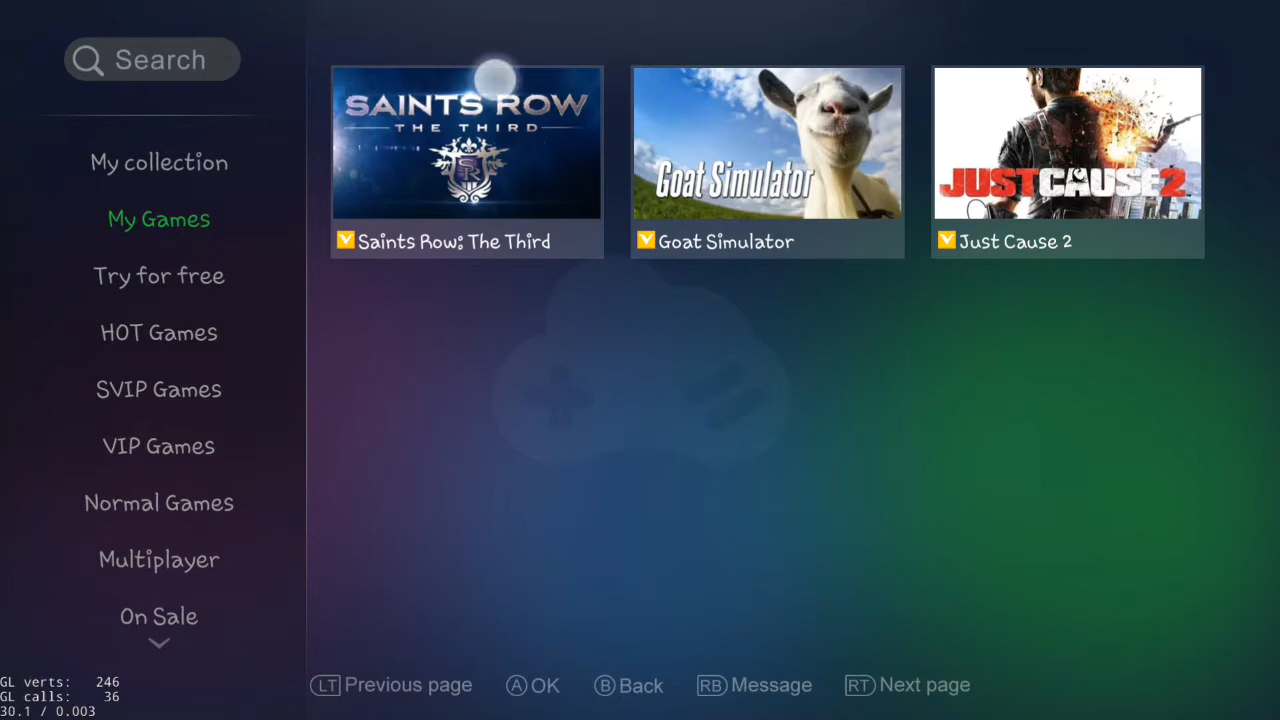 Search
My collection
My Games
Try for free
HOT Games
SVIP Games
VIP Games
Normal Games
Multiplayer
On Sale
SAINTS ROW
THE THIRD
SR
V Saints Row: The Third
Goat Simulator
V Goat Simulator
JUST CAUSE 2
V Just Cause 2
GL verts: 246
GL calls: 36
30.1 / 0.003
LT Previous page
A OK
B Back
RB Message
RT Next page